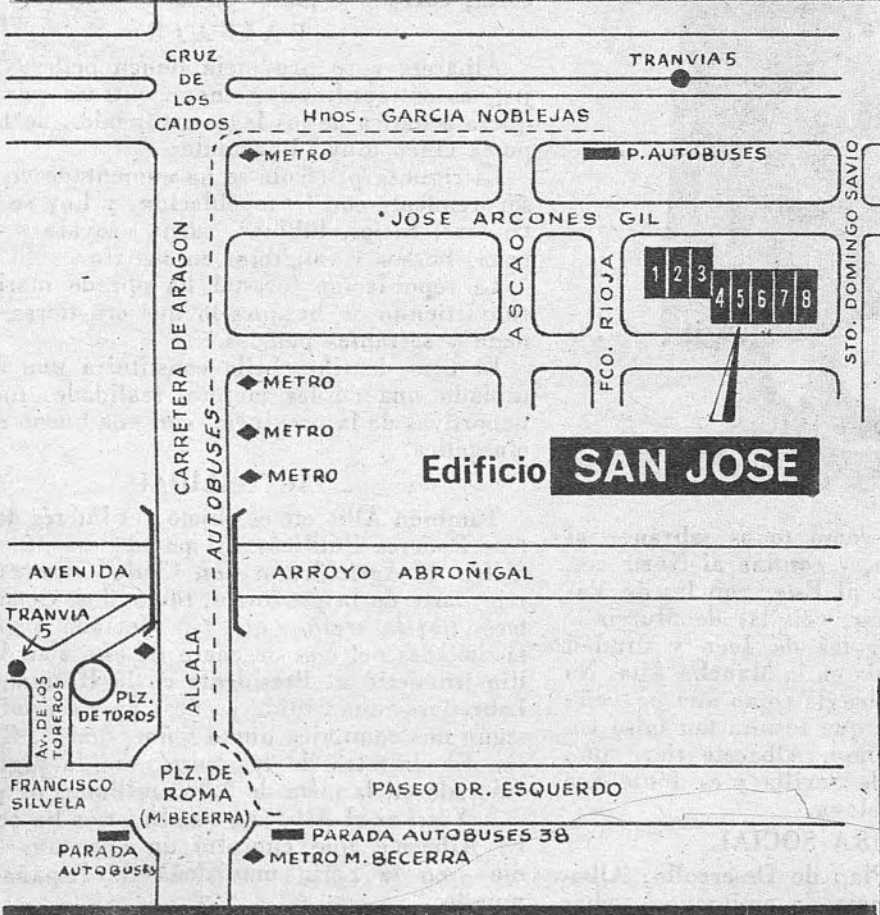 CRUZ
DE
LOS
CAIDOS
TRANVIA 5
Hnos. GARCIA NOBLEJAS
METRO
P. AUTOBUSES
JOSE ARCONES GIL
CARRETERA DE ARAGON
AUTOBUSES
ASCAO
FCO. RIOJA
STO. DOMINGO SAVIO
1 2 3
4 5 6 7 8
METRO
METRO
METRO
Edificio SAN JOSE
AVENIDA ARROYO ABROÑIGAL
TRANVIA
5
ALCALA
PLZ.
DE TOROS
AV. DE LOS
TOREROS
FRANCISCO
SILVELA
PLZ. DE
ROMA
(M. BECERRA)
PASEO DR. ESQUERDO
PARADA
AUTOBUSES
PARADA AUTOBUSES 38
METRO M. BECERRA